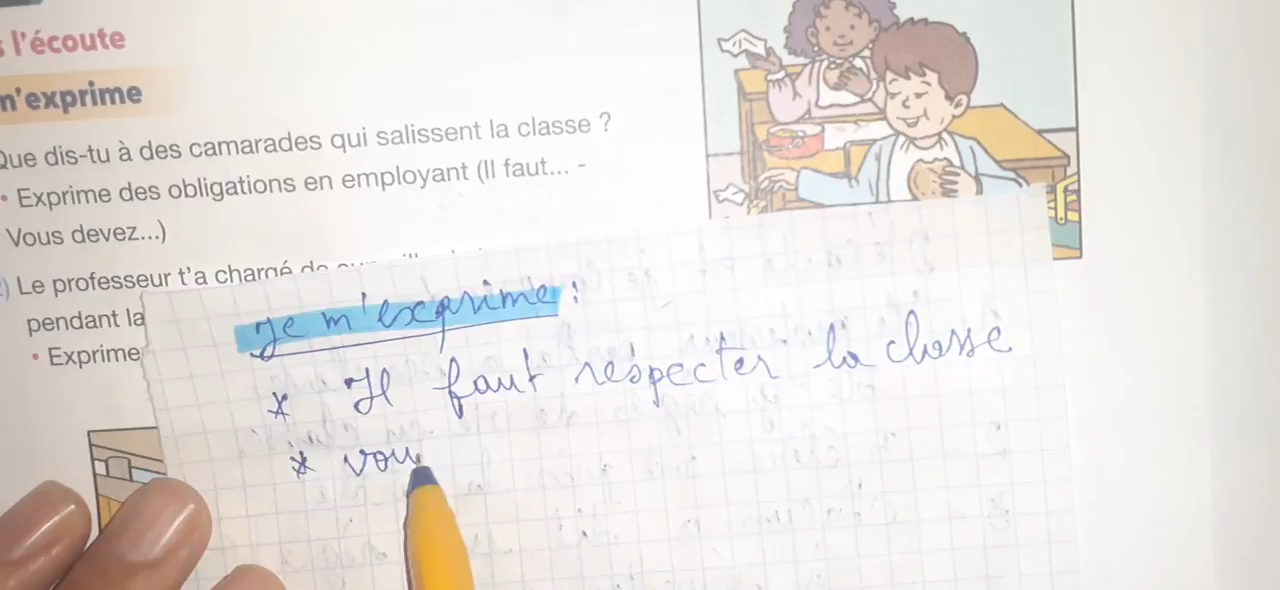 l'écoute
m'exprime
Que dis-tu à des camarades qui salissent la classe ?
• Exprime des obligations en employant (Il faut... -
Vous devez...)
) Le professeur t'a chargé de
pendant la
• Exprime
Je m'exprime :
* Il faut respecter la classe
* vou